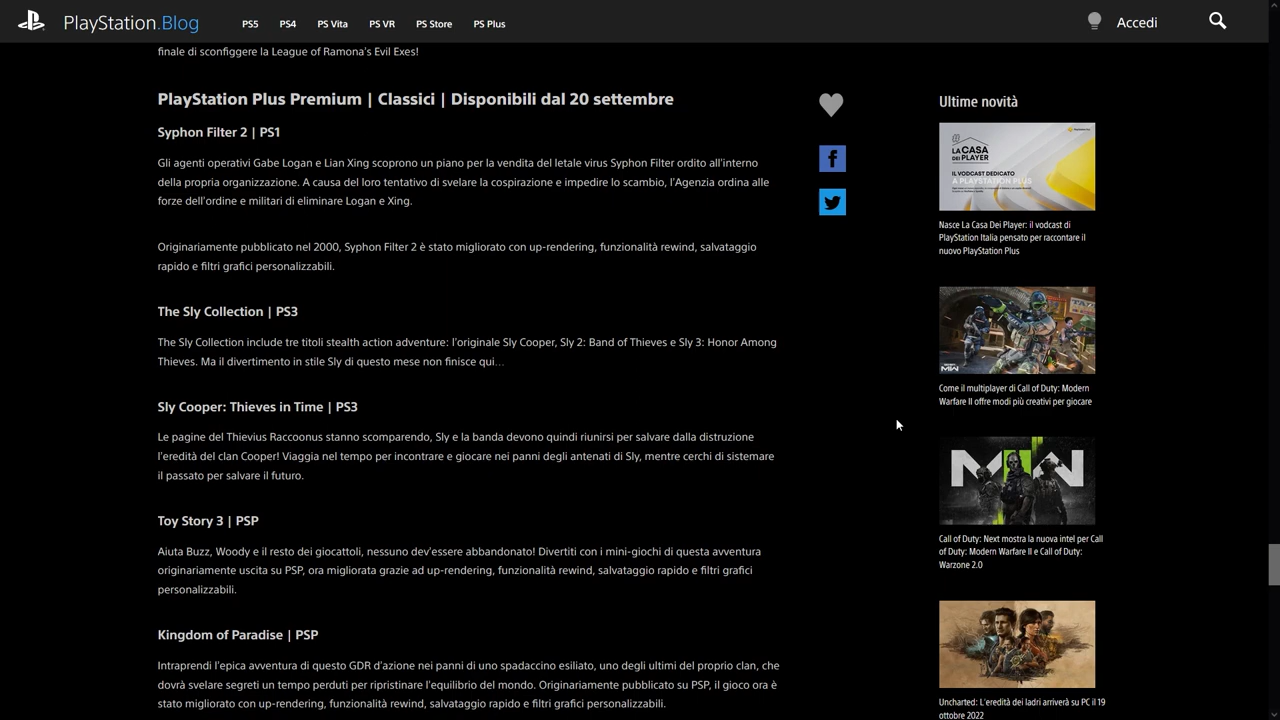 PlayStation.Blog
PS5 PS4 PS Vita PS VR PS Store PS Plus
Accedi
finale di sconfiggere la League of Ramona's Evil Exes!
PlayStation Plus Premium | Classici | Disponibili dal 20 settembre
Syphon Filter 2 | PS1
Gli agenti operativi Gabe Logan e Lian Xing scoprono un piano per la vendita del letale virus Syphon Filter ordito all'interno
della propria organizzazione. A causa del loro tentativo di svelare la cospirazione e impedire lo scambio, l'Agenzia ordina alle
forze dell'ordine e militari di eliminare Logan e Xing.
Originariamente pubblicato nel 2000, Syphon Filter 2 è stato migliorato con up-rendering, funzionalità rewind, salvataggio
rapido e filtri grafici personalizzabili.
The Sly Collection | PS3
The Sly Collection include tre titoli stealth action adventure: l'originale Sly Cooper, Sly 2: Band of Thieves e Sly 3: Honor Among
Thieves. Ma il divertimento in stile Sly di questo mese non finisce qui…
Sly Cooper: Thieves in Time | PS3
Le pagine del Thievius Raccoonus stanno scomparendo, Sly e la banda devono quindi riunirsi per salvare dalla distruzione
l'eredità del clan Cooper! Viaggia nel tempo per incontrare e giocare nei panni degli antenati di Sly, mentre cerchi di sistemare
il passato per salvare il futuro.
Toy Story 3 | PSP
Aiuta Buzz, Woody e il resto dei giocattoli, nessuno dev'essere abbandonato! Divertiti con i mini-giochi di questa avventura
originariamente uscita su PSP, ora migliorata grazie ad up-rendering, funzionalità rewind, salvataggio rapido e filtri grafici
personalizzabili.
Kingdom of Paradise | PSP
Intraprendi l'epica avventura di questo GDR d'azione nei panni di uno spadaccino esiliato, uno degli ultimi del proprio clan, che
dovrà svelare segreti un tempo perduti per ripristinare l'equilibrio del mondo. Originariamente pubblicato su PSP, il gioco ora è
stato migliorato con up-rendering, funzionalità rewind, salvataggio rapido e filtri grafici personalizzabili.
Ultime novità
LA CASA
DEI PLAYER
IL VODCAST DEDICATO
A PLAYSTATION PLUS
Nasce La Casa Dei Player: il vodcast di
PlayStation Italia pensato per raccontare il
nuovo PlayStation Plus
MW
Come il multiplayer di Call of Duty: Modern
Warfare II offre modi più creativi per giocare
MW
Call of Duty: Next mostra la nuova intel per Call
of Duty: Modern Warfare II e Call of Duty:
Warzone 2.0
Uncharted: L'eredità dei ladri arriverà su PC il 19
ottobre 2022